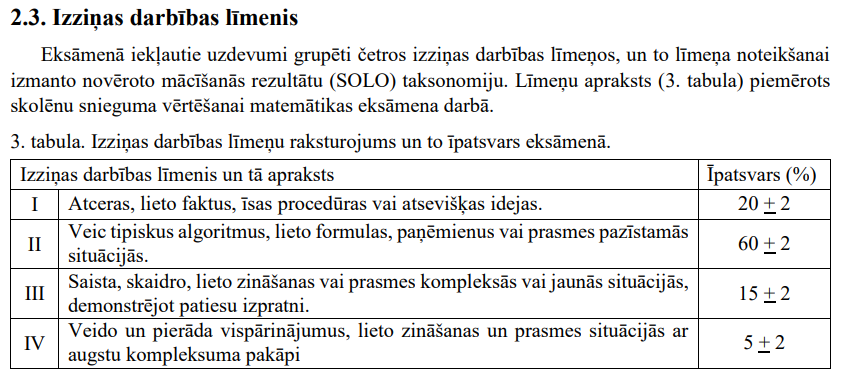 2.3. Izziņas darbības līmenis
Eksāmenā iekļautie uzdevumi grupēti četros izziņas darbības līmeņos, un to līmeņa noteikšanai
izmanto novēroto mācīšanās rezultātu (SOLO) taksonomiju. Līmeņu apraksts (3. tabula) piemērots
skolēnu snieguma vērtēšanai matemātikas eksāmena darbā.
3. tabula. Izziņas darbības līmeņu raksturojums un to īpatsvars eksāmenā.
Izziņas darbības līmenis un tā apraksts Īpatsvars (%)
I Atceras, lieto faktus, īsas procedūras vai atsevišķas idejas. 20 ± 2
II Veic tipiskus algoritmus, lieto formulas, paņēmienus vai prasmes pazīstamās
situācijās. 60 ± 2
III Saista, skaidro, lieto zināšanas vai prasmes kompleksās vai jaunās situācijās,
demonstrējot patiesu izpratni. 15 ± 2
IV Veido un pierāda vispārinājumus, lieto zināšanas un prasmes situācijās ar
augstu kompleksuma pakāpi 5 ± 2